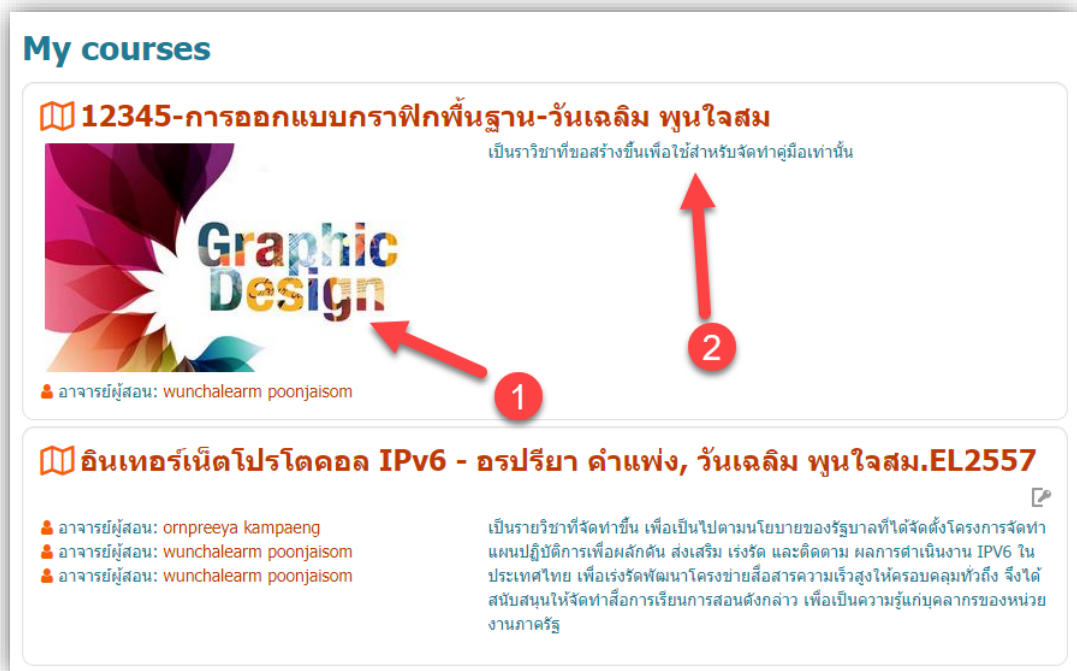 My courses
12345-การออกแบบกราฟิกพื้นฐาน-วันเฉลิม พูนใจสม
เป็นราวิชาที่ขอสร้างขึ้นเพื่อใช้สำหรับจัดทำคู่มือเท่านั้น
Graphic
Design
2
1
อาจารย์ผู้สอน: wunchalearm poonjaisom
อินเทอร์เน็ตโปรโตคอล IPv6 - อรปรียา คำแพ่ง, วันเฉลิม พูนใจสม.EL2557
อาจารย์ผู้สอน: ornpreeya kampaeng
อาจารย์ผู้สอน: wunchalearm poonjaisom
อาจารย์ผู้สอน: wunchalearm poonjaisom
เป็นรายวิชาที่จัดทำขึ้น เพื่อเป็นไปตามนโยบายของรัฐบาลที่ได้จัดตั้งโครงการจัดทำ
แผนปฏิบัติการเพื่อผลักดัน ส่งเสริม เร่งรัด และติดตาม ผลการดำเนินงาน IPV6 ใน
ประเทศไทย เพื่อเร่งรัดพัฒนาโครงข่ายสื่อสารความเร็วสูงให้ครอบคลุมทั่วถึง จึงได้
สนับสนุนให้จัดทำสื่อการเรียนการสอนดังกล่าว เพื่อเป็นความรู้แก่บุคลากรของหน่วย
งานภาครัฐ